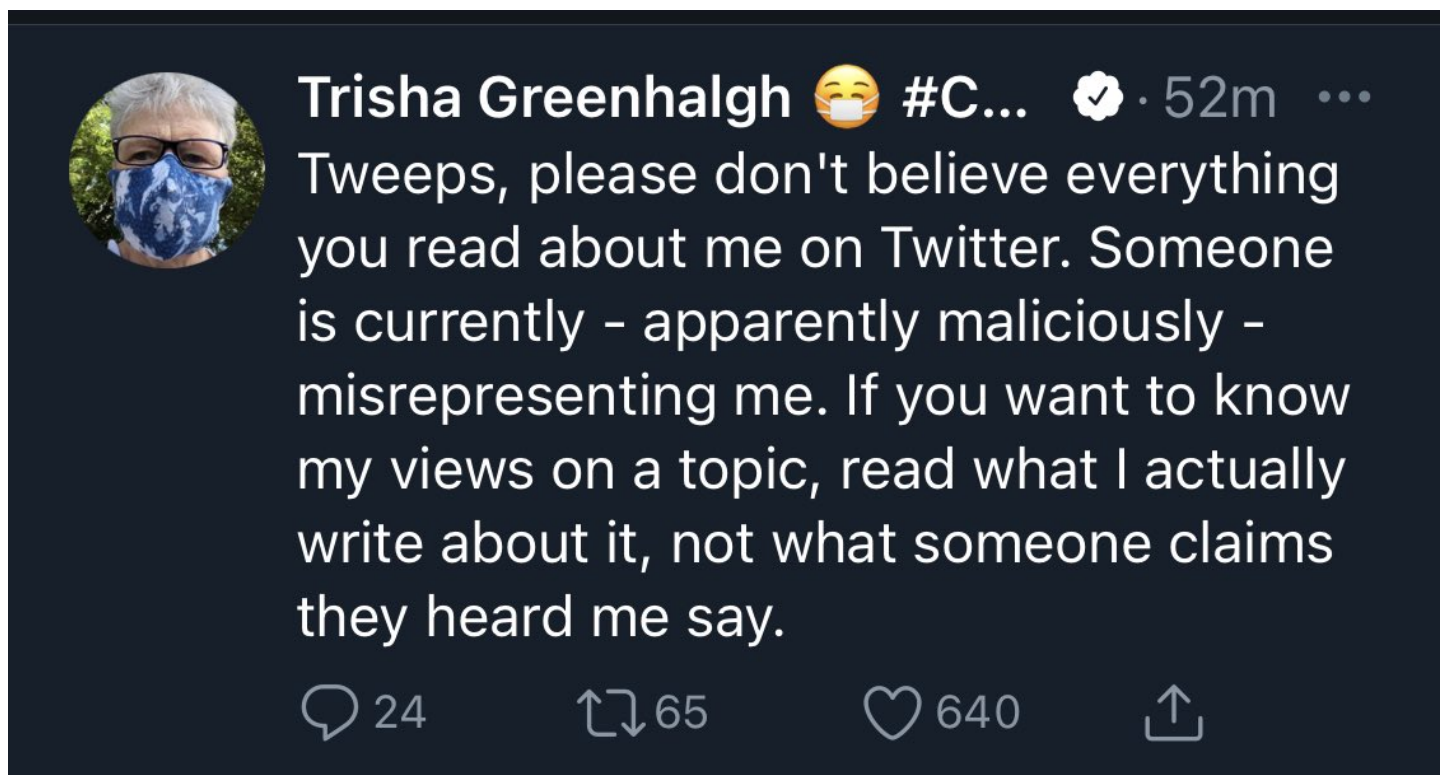 Trisha Greenhalgh 😷 #C... · 52m
Tweeps, please don't believe everything
you read about me on Twitter. Someone
is currently - apparently maliciously -
misrepresenting me. If you want to know
my views on a topic, read what I actually
write about it, not what someone claims
they heard me say.
24 65 640